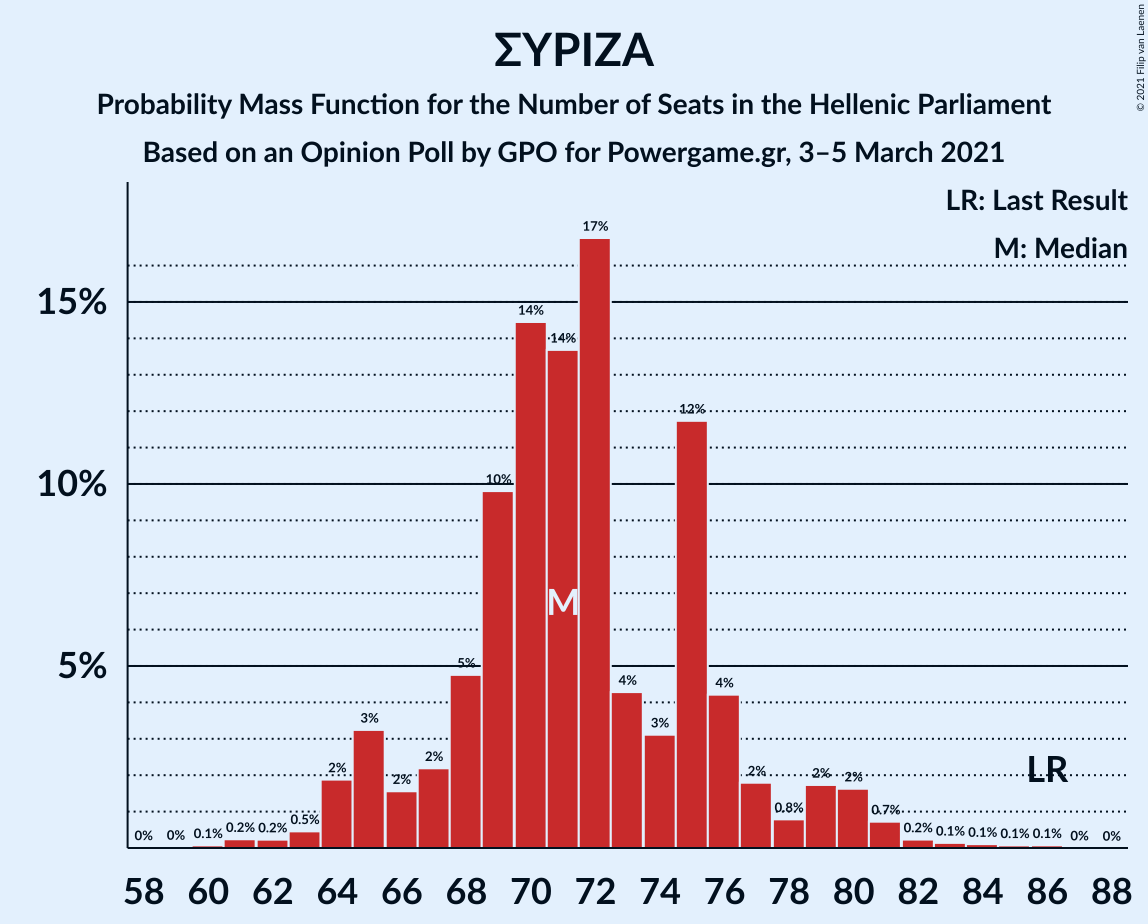 ΣΥΡΙΖΑ
Probability Mass Function for the Number of Seats in the Hellenic Parliament
Based on an Opinion Poll by GPO for Powergame.gr, 3–5 March 2021
© 2021 Filip van Laenen
LR: Last Result
M: Median
15%
10%
5%
0% 0% 0.1% 0.2% 0.2% 0.5% 2% 3% 2% 2% 5% 10% 14% 14% 17% 4% 3% 12% 4% 2% 0.8% 2% 2% 0.7% 0.2% 0.1% 0.1% 0.1% 0.1% 0% 0%
M
LR
58 60 62 64 66 68 70 72 74 76 78 80 82 84 86 88